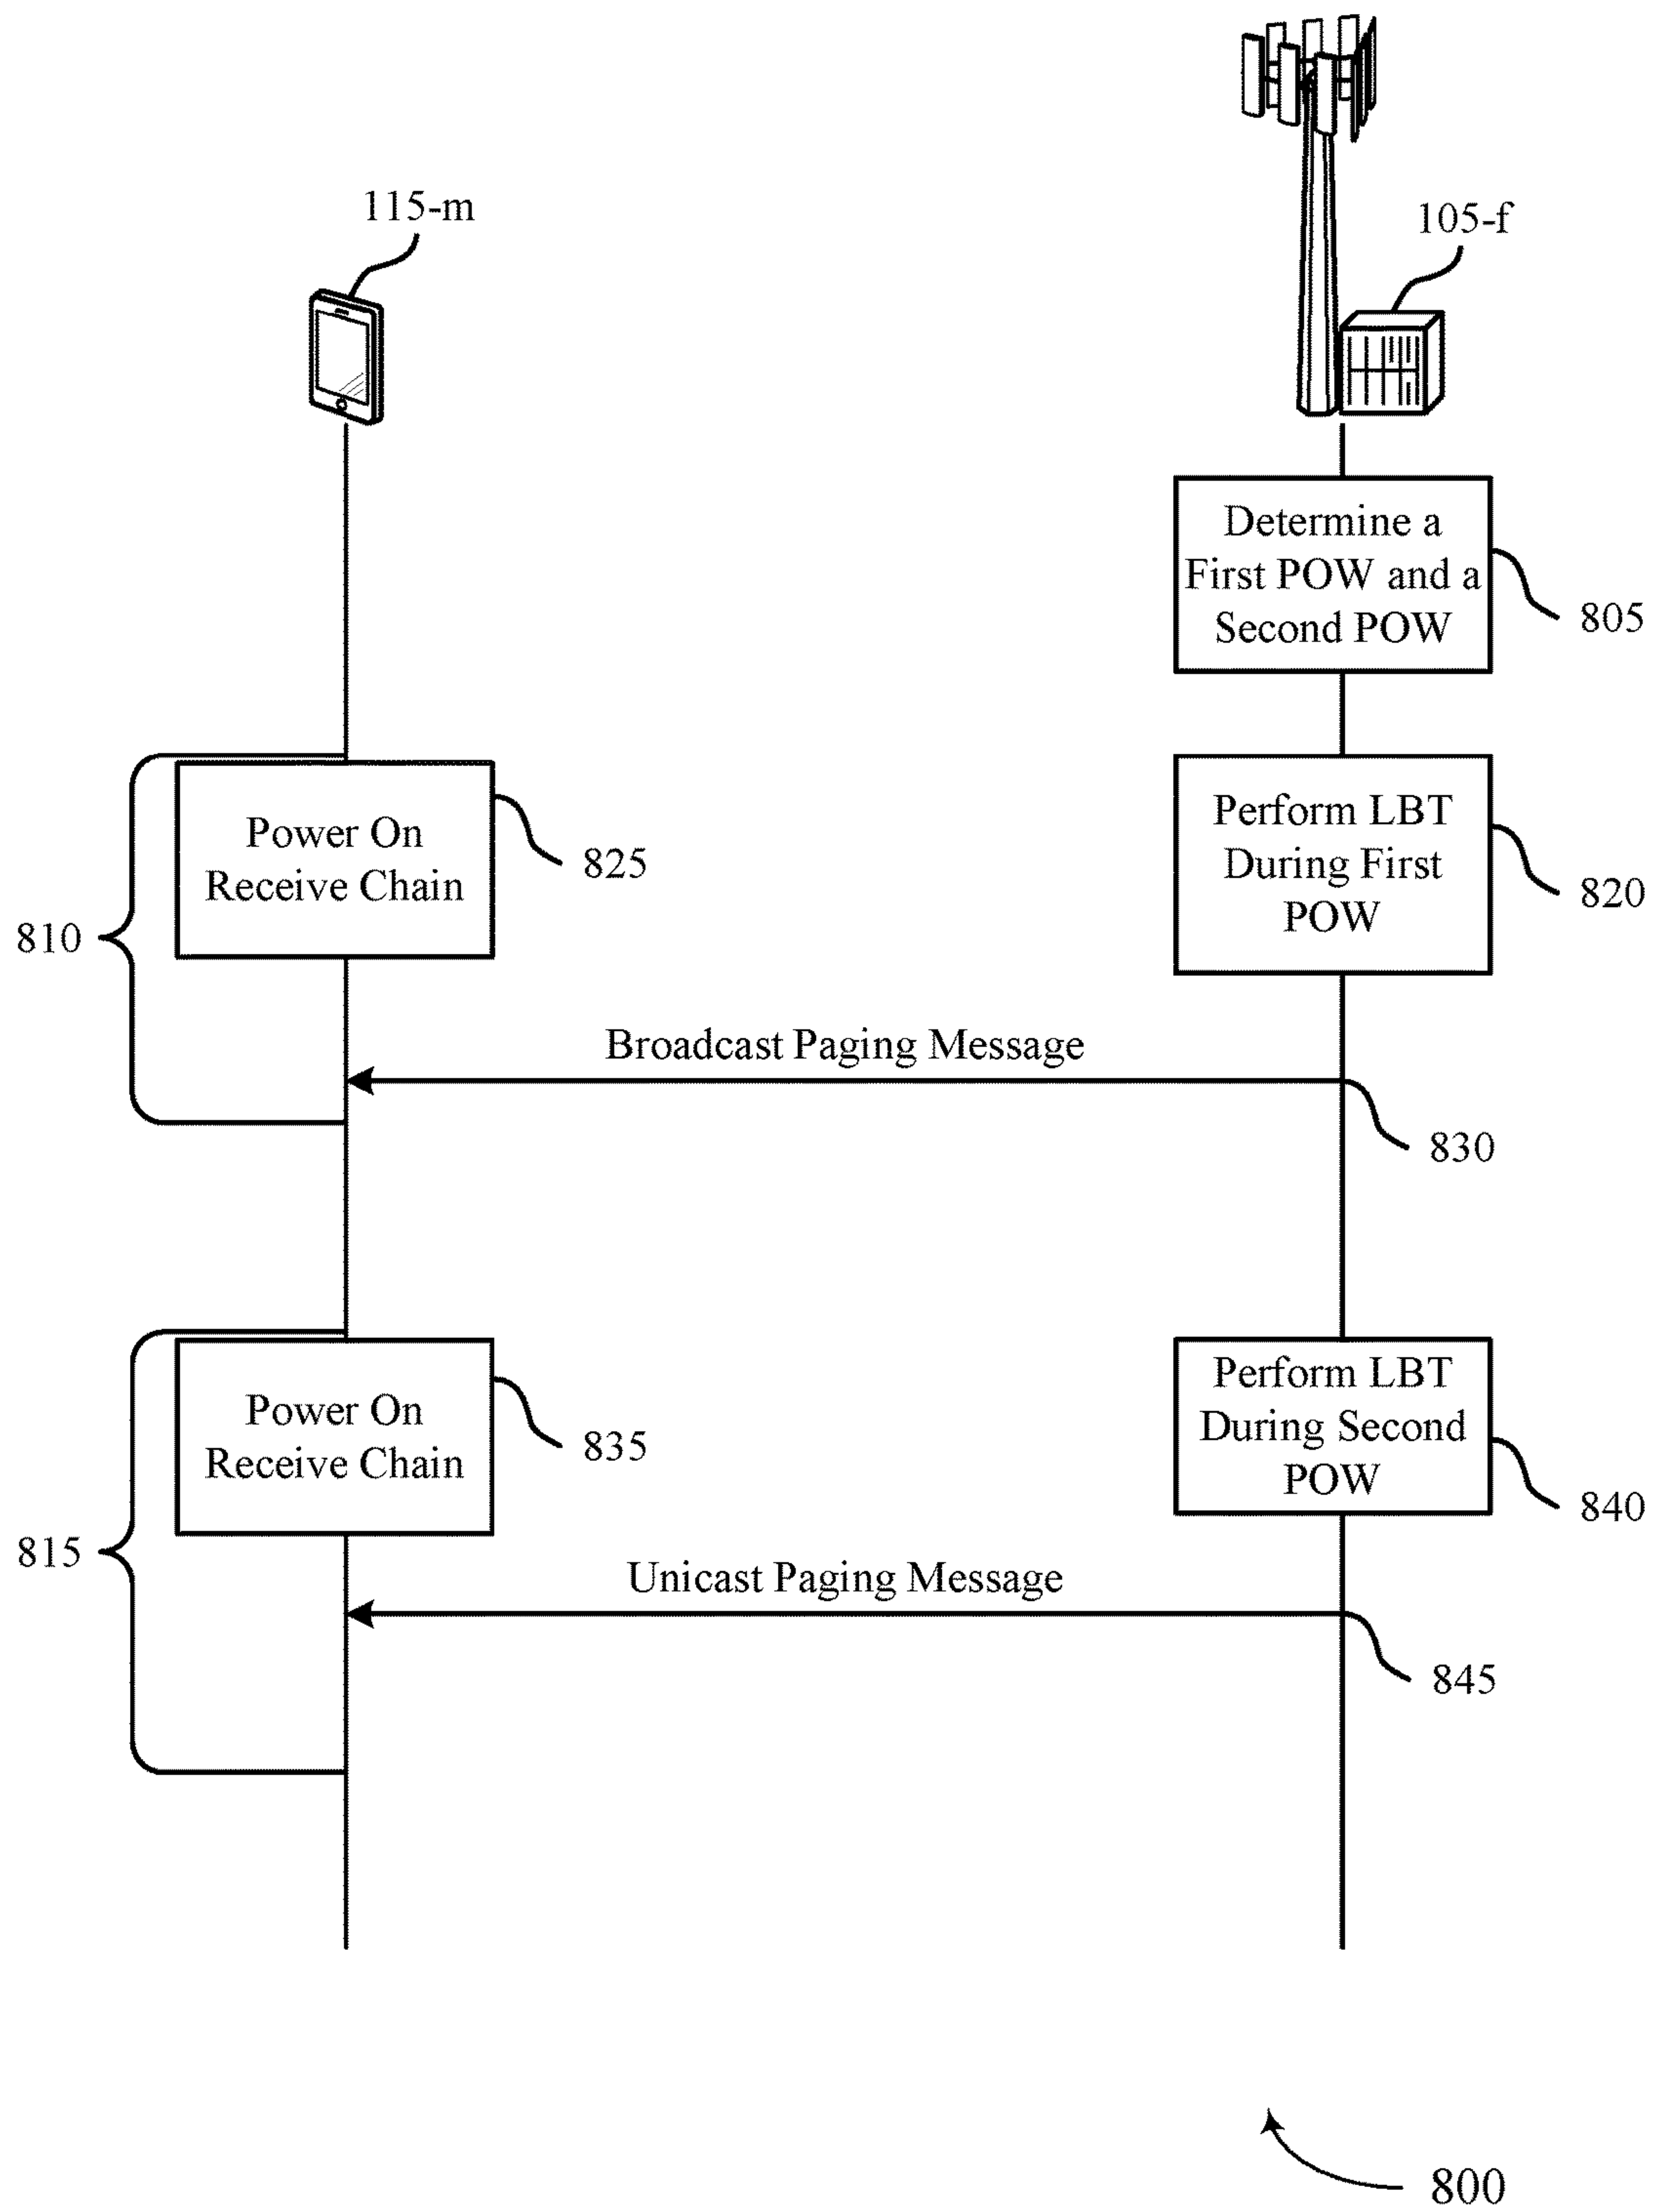 115-m
105-f
Determine a
First POW and a
Second POW
805
Power On
Receive Chain
825
Perform LBT
During First
POW
820
810
Broadcast Paging Message
830
Power On
Receive Chain
835
Perform LBT
During Second
POW
840
815
Unicast Paging Message
845
800